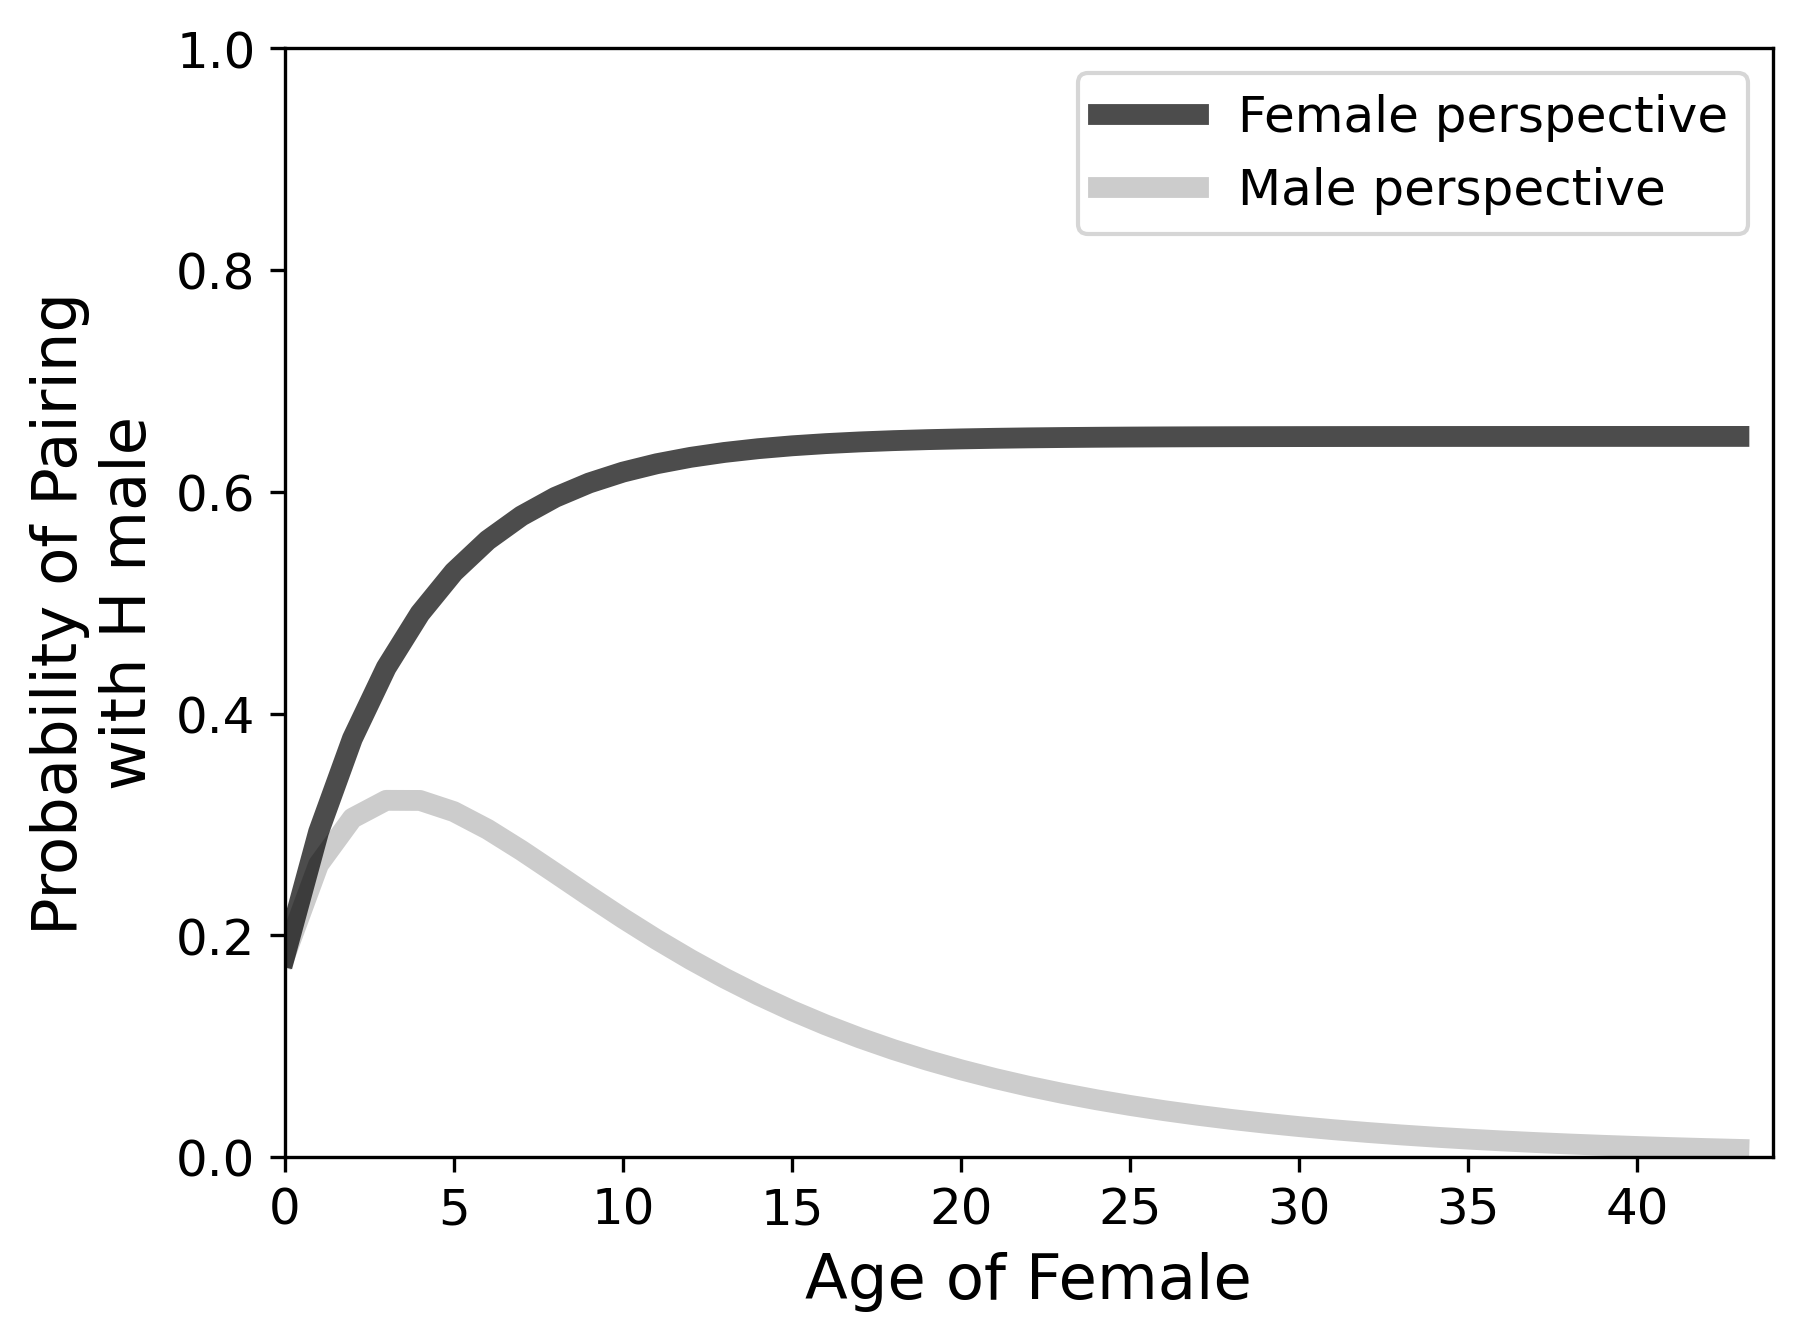 1.0
0.8
0.6
0.4
0.2
0.0
Probability of Pairing
with H male
Female perspective
Male perspective
0 5 10 15 20 25 30 35 40
Age of Female